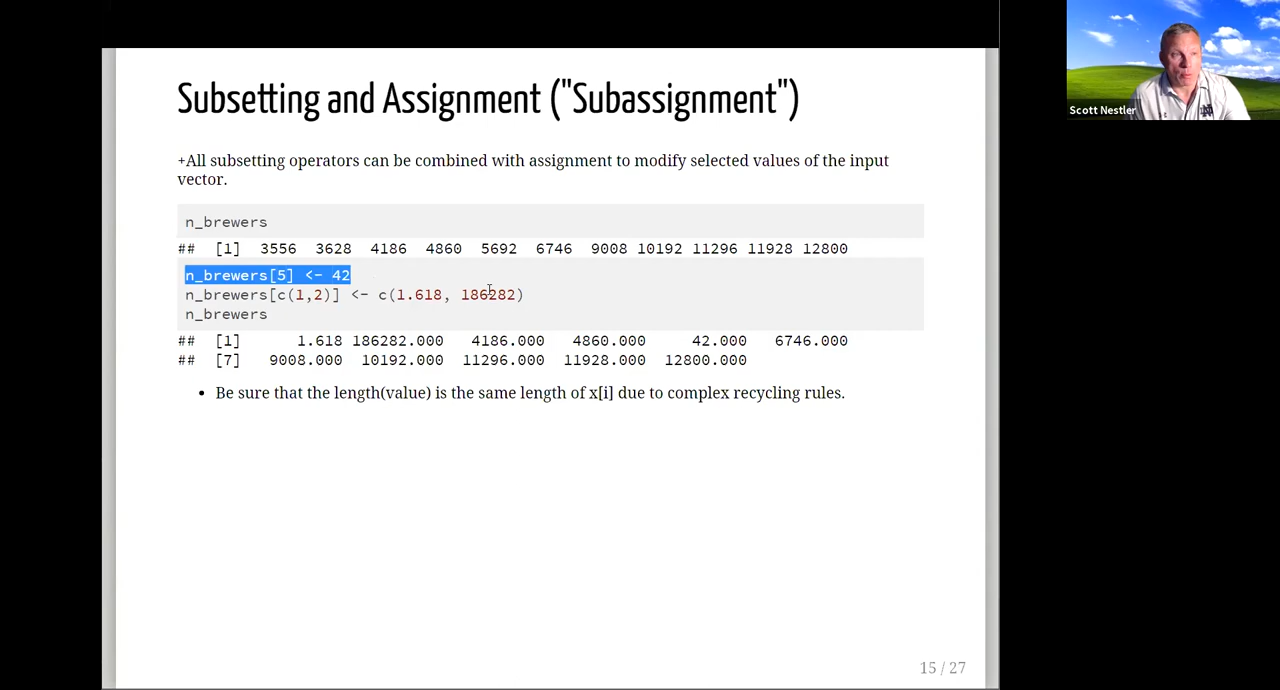 Subsetting and Assignment ("Subassignment")
+All subsetting operators can be combined with assignment to modify selected values of the input
vector.
n_brewers
## [1] 3556 3628 4186 4860 5692 6746 9008 10192 11296 11928 12800
n_brewers[5] <- 42
n_brewers[c(1,2)] <- c(1.618, 186282)
n_brewers
## [1] 1.618 186282.000 4186.000 4860.000 42.000 6746.000
## [7] 9008.000 10192.000 11296.000 11928.000 12800.000
• Be sure that the length(value) is the same length of x[i] due to complex recycling rules.
15 / 27
Scott Nestler